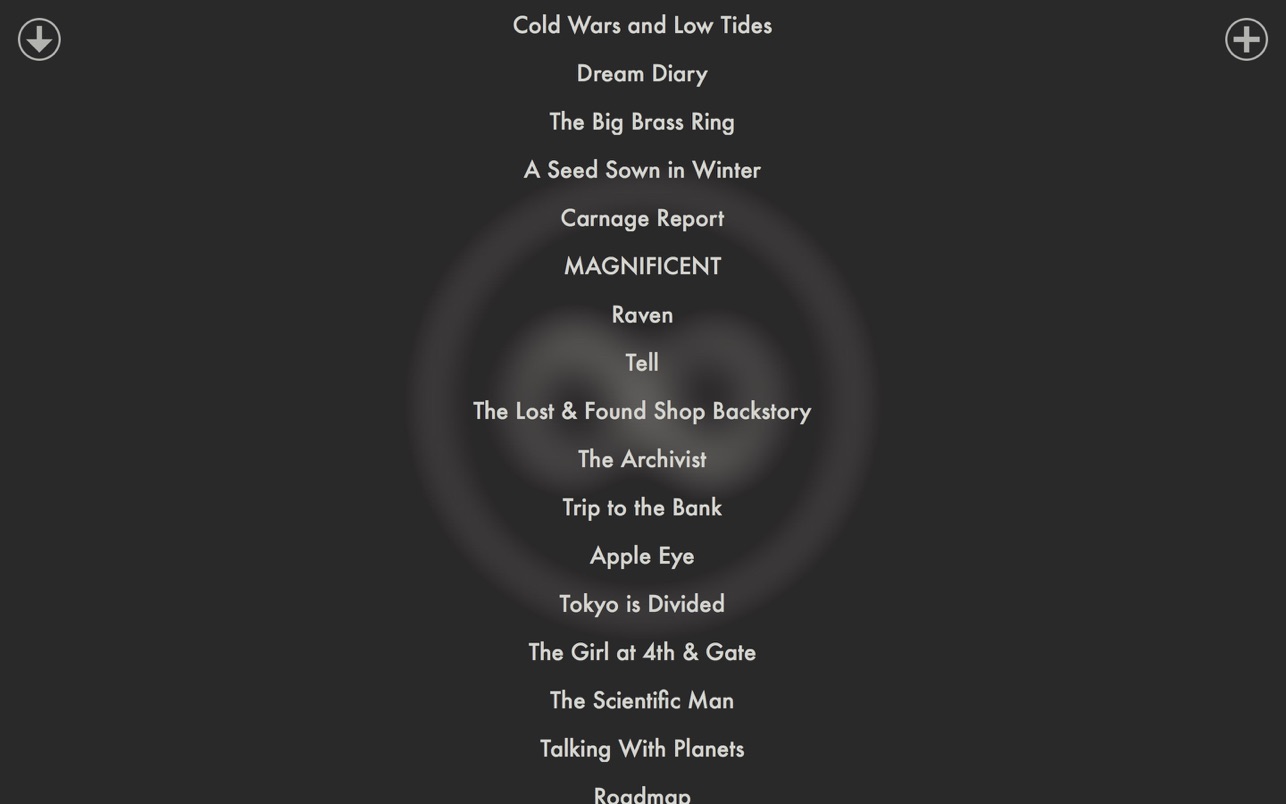 Cold Wars and Low Tides
Dream Diary
The Big Brass Ring
A Seed Sown in Winter
Carnage Report
MAGNIFICENT
Raven
Tell
The Lost & Found Shop Backstory
The Archivist
Trip to the Bank
Apple Eye
Tokyo is Divided
The Girl at 4th & Gate
The Scientific Man
Talking With Planets
Roadmap